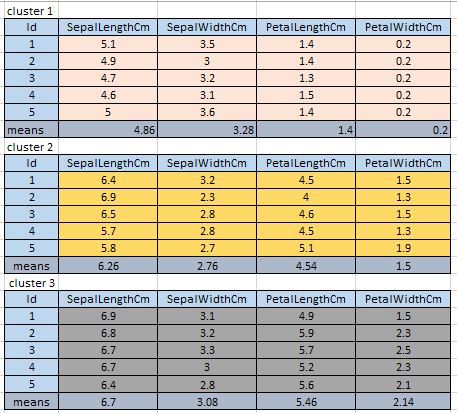 cluster 1
Id SepalLengthCm SepalWidthCm PetalLengthCm PetalWidthCm
1 5.1 3.5 1.4 0.2
2 4.9 3 1.4 0.2
3 4.7 3.2 1.3 0.2
4 4.6 3.1 1.5 0.2
5 5 3.6 1.4 0.2
means 4.86 3.28 1.4 0.2
cluster 2
Id SepalLengthCm SepalWidthCm PetalLengthCm PetalWidthCm
1 6.4 3.2 4.5 1.5
2 6.9 2.3 4 1.3
3 6.5 2.8 4.6 1.5
4 5.7 2.8 4.5 1.3
5 5.8 2.7 5.1 1.9
means 6.26 2.76 4.54 1.5
cluster 3
Id SepalLengthCm SepalWidthCm PetalLengthCm PetalWidthCm
1 6.9 3.1 4.9 1.5
2 6.8 3.2 5.9 2.3
3 6.7 3.3 5.7 2.5
4 6.7 3 5.2 2.3
5 6.4 2.8 5.6 2.1
means 6.7 3.08 5.46 2.14